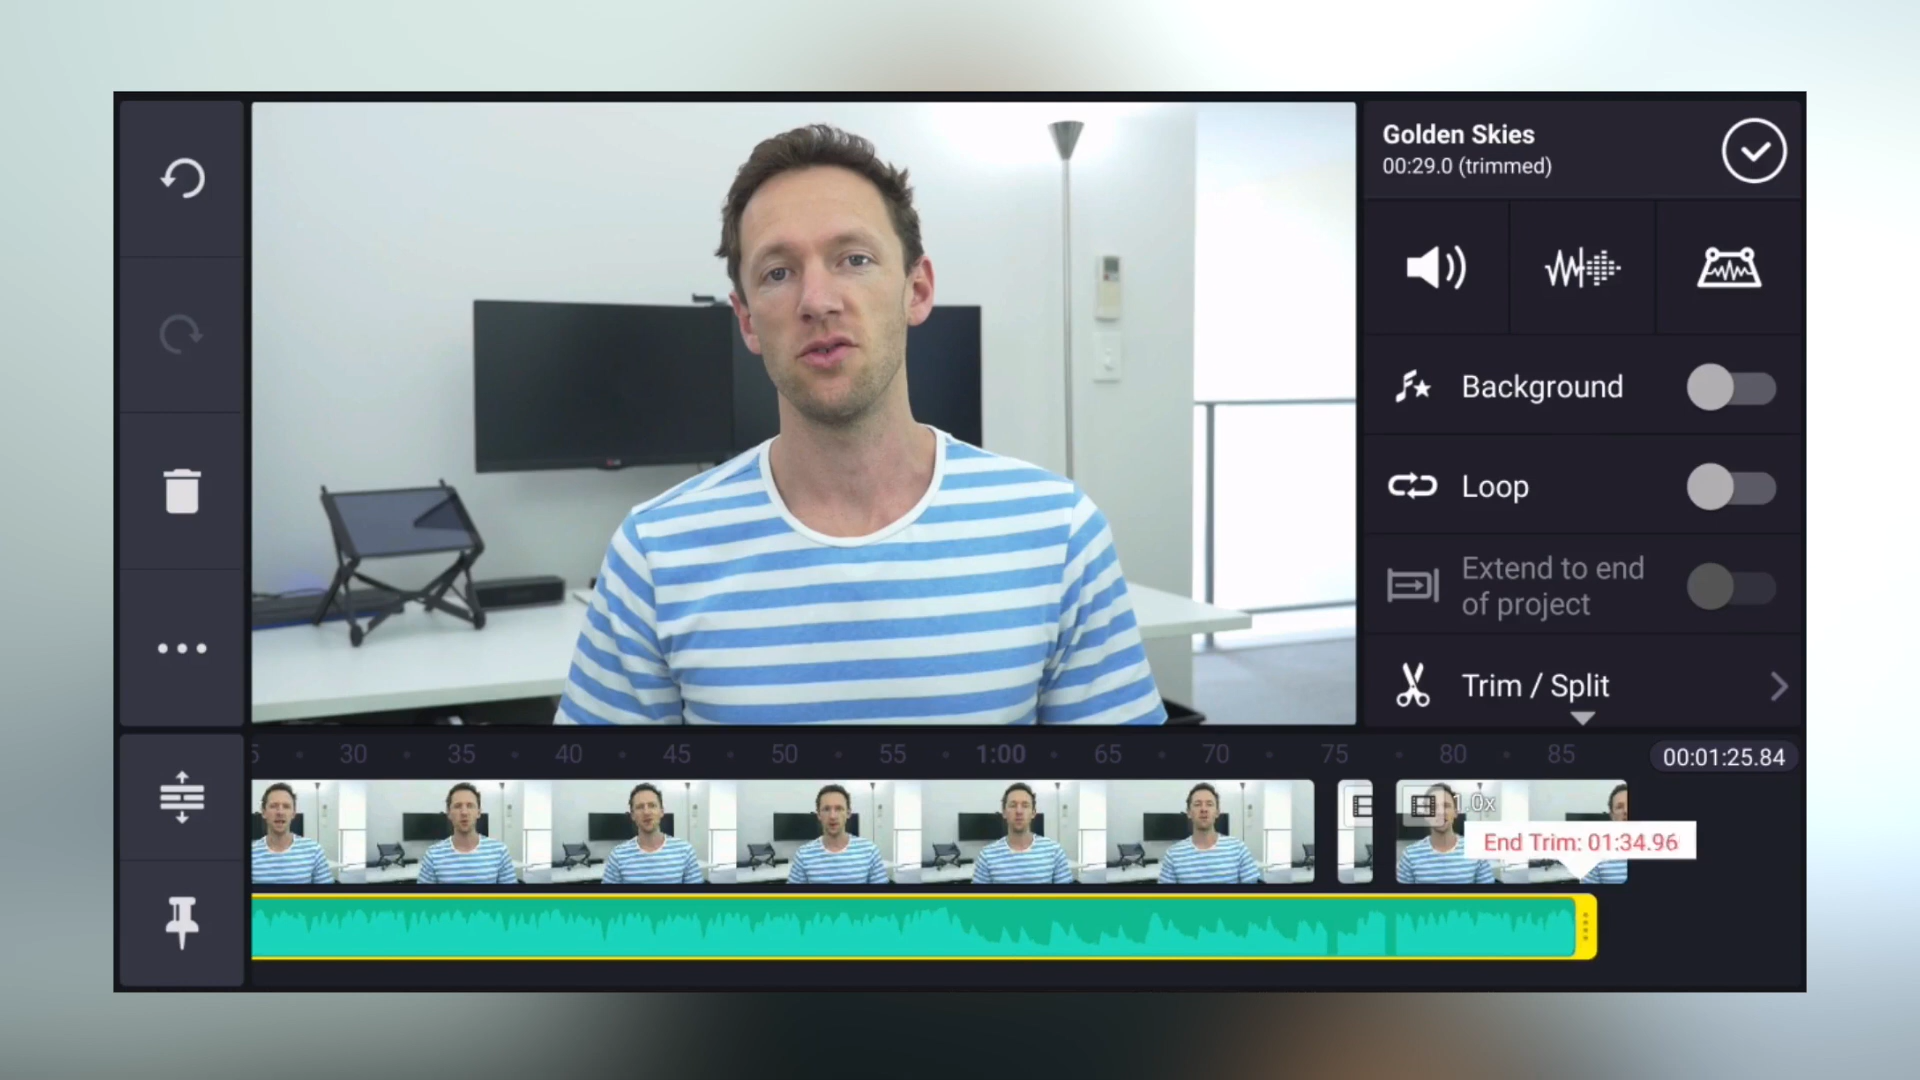 Golden Skies
00:29.0 (trimmed)
Background
Loop
Extend to end
of project
Trim / Split
30 35 40 45 50 55 1:00 65 70 75 80 85
00:01:25.84
1.0x
End Trim: 01:34.96